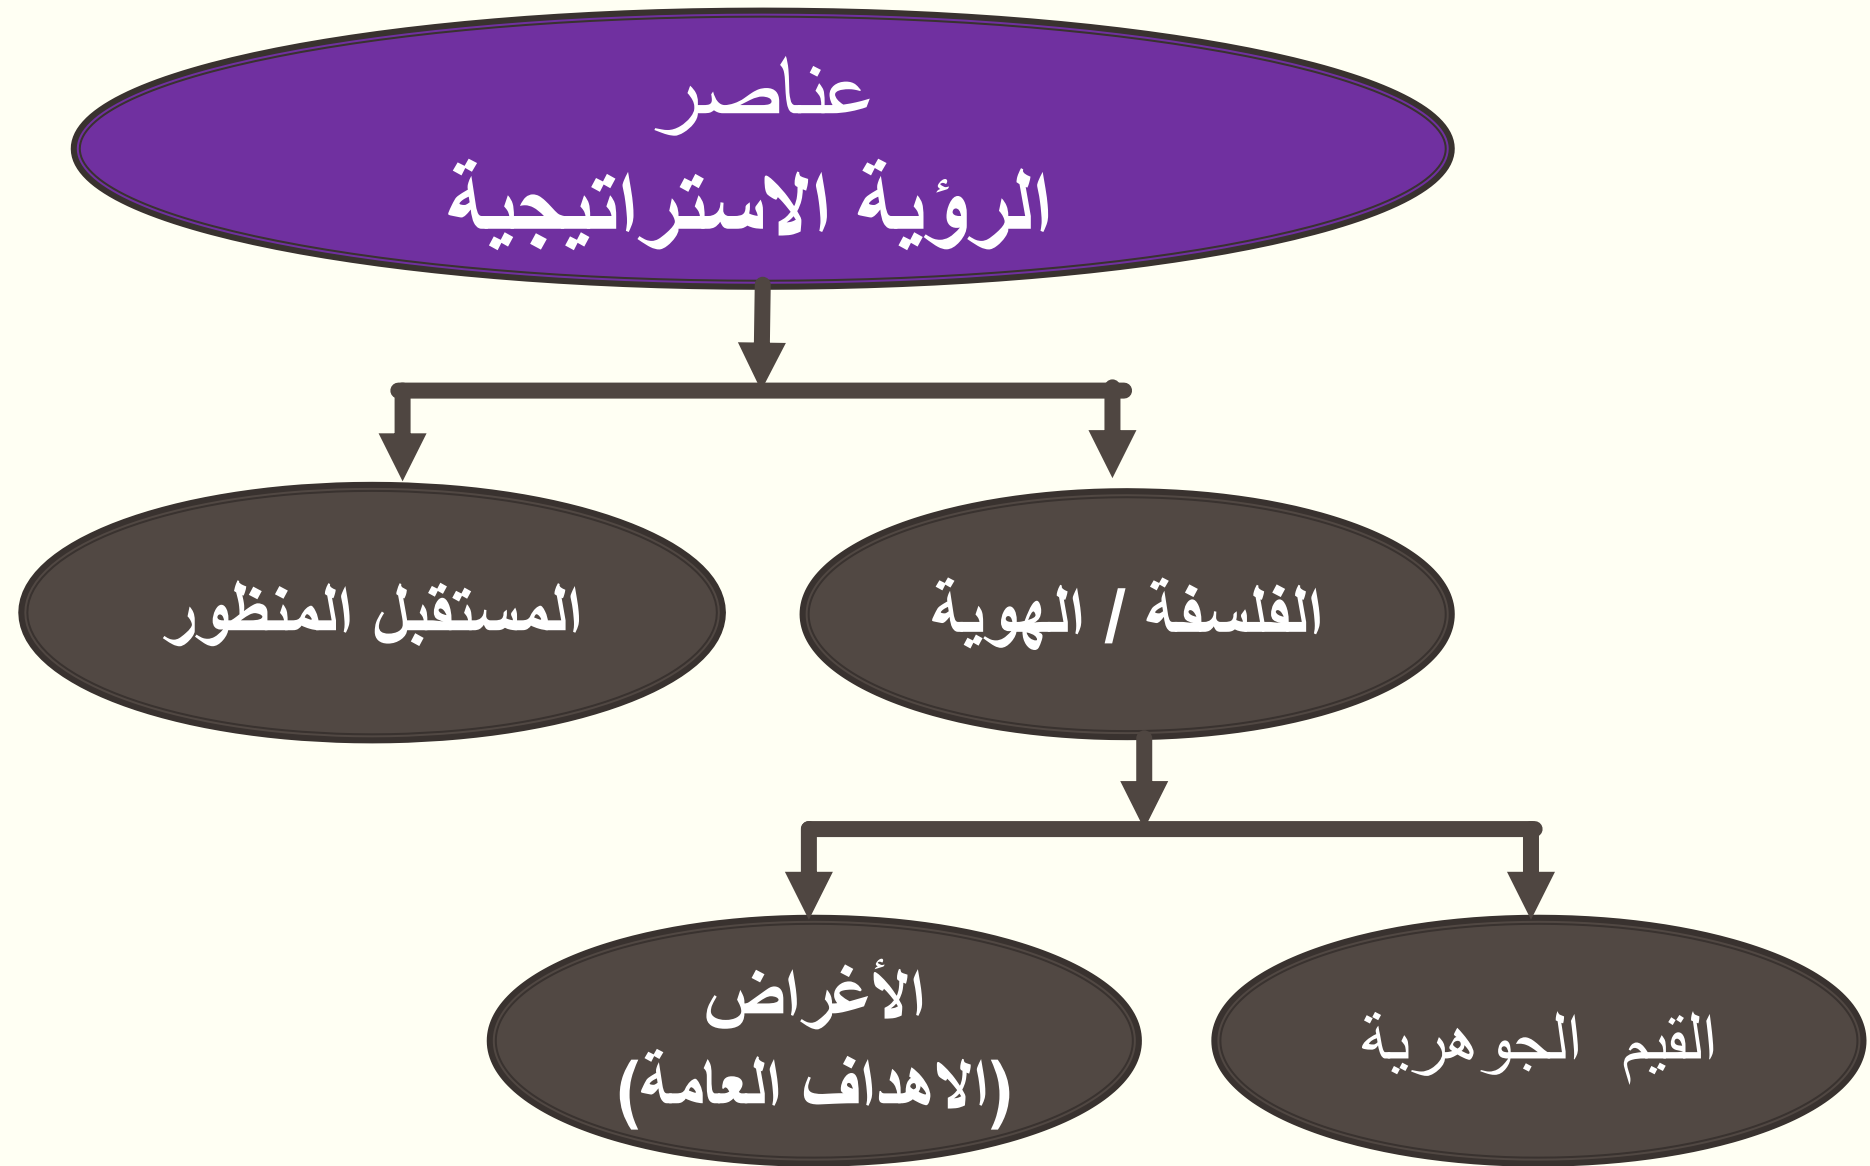 عناصر
الرؤية الاستراتيجية
الفلسفة / الهوية
المستقبل المنظور
القيم الجوهرية
الأغراض
(الاهداف العامة)